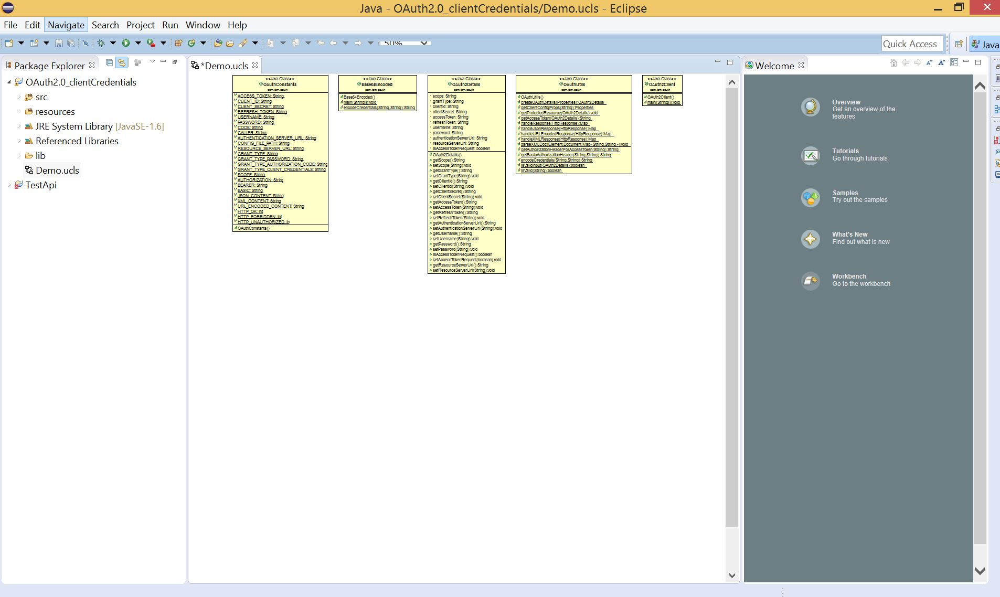 Java - OAuth2.0_clientCredentials/Demo.ucls - Eclipse
File Edit Navigate Search Project Run Window Help
50%
Quick Access
Java
Package Explorer
OAuth2.0_clientCredentials
src
resources
JRE System Library [JavaSE-1.6]
Referenced Libraries
lib
Demo.ucls
TestApi
*Demo.ucls
<<Java Class>>
OAuthConstants
com.ibm.oauth
ACCESS_TOKEN: String
CLIENT_ID: String
CLIENT_SECRET: String
REFRESH_TOKEN: String
USERNAME: String
PASSWORD: String
CODE: String
CALLER: String
AUTHENTICATION_SERVER_URL: String
CONFIG_FILE_PATH: String
RESOURCE_SERVER_URL: String
GRANT_TYPE: String
GRANT_TYPE_PASSWORD: String
GRANT_TYPE_AUTHORIZATION_CODE: String
GRANT_TYPE_CLIENT_CREDENTIALS: String
SCOPE: String
AUTHORIZATION: String
BEARER: String
BASIC: String
JSON_CONTENT: String
XML_CONTENT: String
URL_ENCODED_CONTENT: String
HTTP_OK: int
HTTP_FORBIDDEN: int
HTTP_UNAUTHORIZED: int
OAuthConstants()
<<Java Class>>
Base64Encoded
com.ibm.oauth
Base64Encoded()
main(String[]):void
encodeCredentials(String,String):String
<<Java Class>>
OAuth2Details
com.ibm.oauth
scope: String
grantType: String
clientId: String
clientSecret: String
accessToken: String
refreshToken: String
username: String
password: String
authenticationServerUrl: String
resourceServerUrl: String
isAccessTokenRequest: boolean
OAuth2Details()
getScope():String
setScope(String):void
getGrantType():String
setGrantType(String):void
getClientId():String
setClientId(String):void
getClientSecret():String
setClientSecret(String):void
getAccessToken():String
setAccessToken(String):void
getRefreshToken():String
setRefreshToken(String):void
getAuthenticationServerUrl():String
setAuthenticationServerUrl(String):void
getUsername():String
setUsername(String):void
getPassword():String
setPassword(String):void
isAccessTokenRequest():boolean
setAccessTokenRequest(boolean):void
getResourceServerUrl():String
setResourceServerUrl(String):void
<<Java Class>>
OAuthUtils
com.ibm.oauth
OAuthUtils()
createOAuthDetails(Properties):OAuth2Details
getClientConfigProps(String):Properties
getProtectedResource(OAuth2Details):void
getAccessToken(OAuth2Details):String
handleResponse(HttpResponse):Map
handleJsonResponse(HttpResponse):Map
handleURLEncodedResponse(HttpResponse):Map
handleXMLResponse(HttpResponse):Map
parseXMLDoc(Element,Document,Map<String,String>):void
getAuthorizationHeaderForAccessToken(String):String
getBasicAuthorizationHeader(String,String):String
encodeCredentials(String,String):String
isValidInput(OAuth2Details):boolean
isValid(String):boolean
<<Java Class>>
OAuth2Client
com.ibm.oauth
OAuth2Client()
main(String[]):void
Welcome
Overview
Get an overview of the
features
Tutorials
Go through tutorials
Samples
Try out the samples
What's New
Find out what is new
Workbench
Go to the workbench